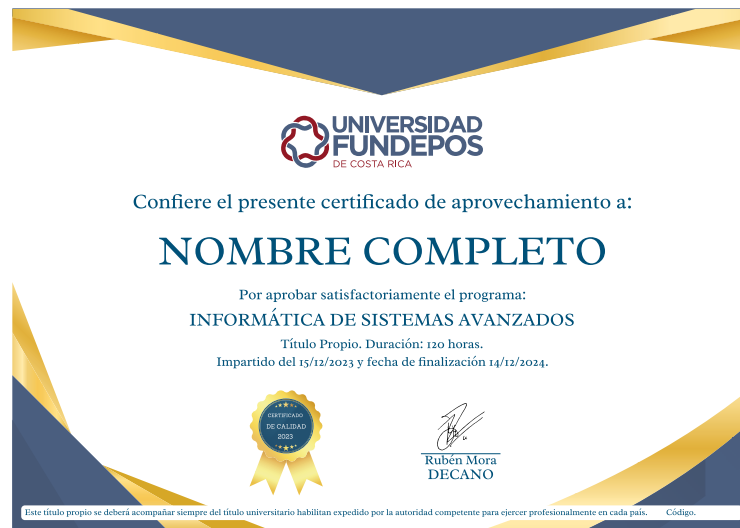 UNIVERSIDAD
FUNDEPOS
DE COSTA RICA
Confiere el presente certificado de aprovechamiento a:
NOMBRE COMPLETO
Por aprobar satisfactoriamente el programa:
INFORMÁTICA DE SISTEMAS AVANZADOS
Título Propio. Duración: 120 horas.
Impartido del 15/12/2023 y fecha de finalización 14/12/2024.
CERTIFICADO
DE CALIDAD
2023
Rubén Mora
DECANO
Este título propio se deberá acompañar siempre del título universitario habilitan expedido por la autoridad competente para ejercer profesionalmente en cada país. Código.